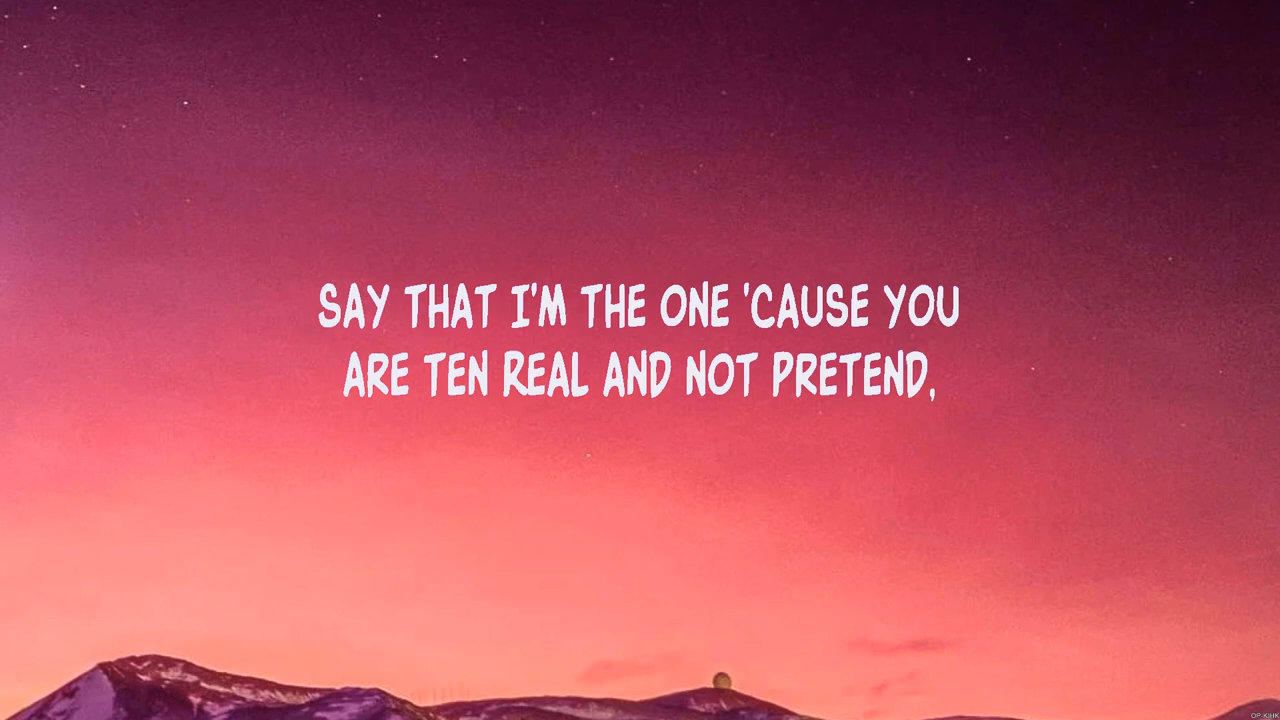 SAY THAT I'M THE ONE 'CAUSE YOU
ARE TEN REAL AND NOT PRETEND,